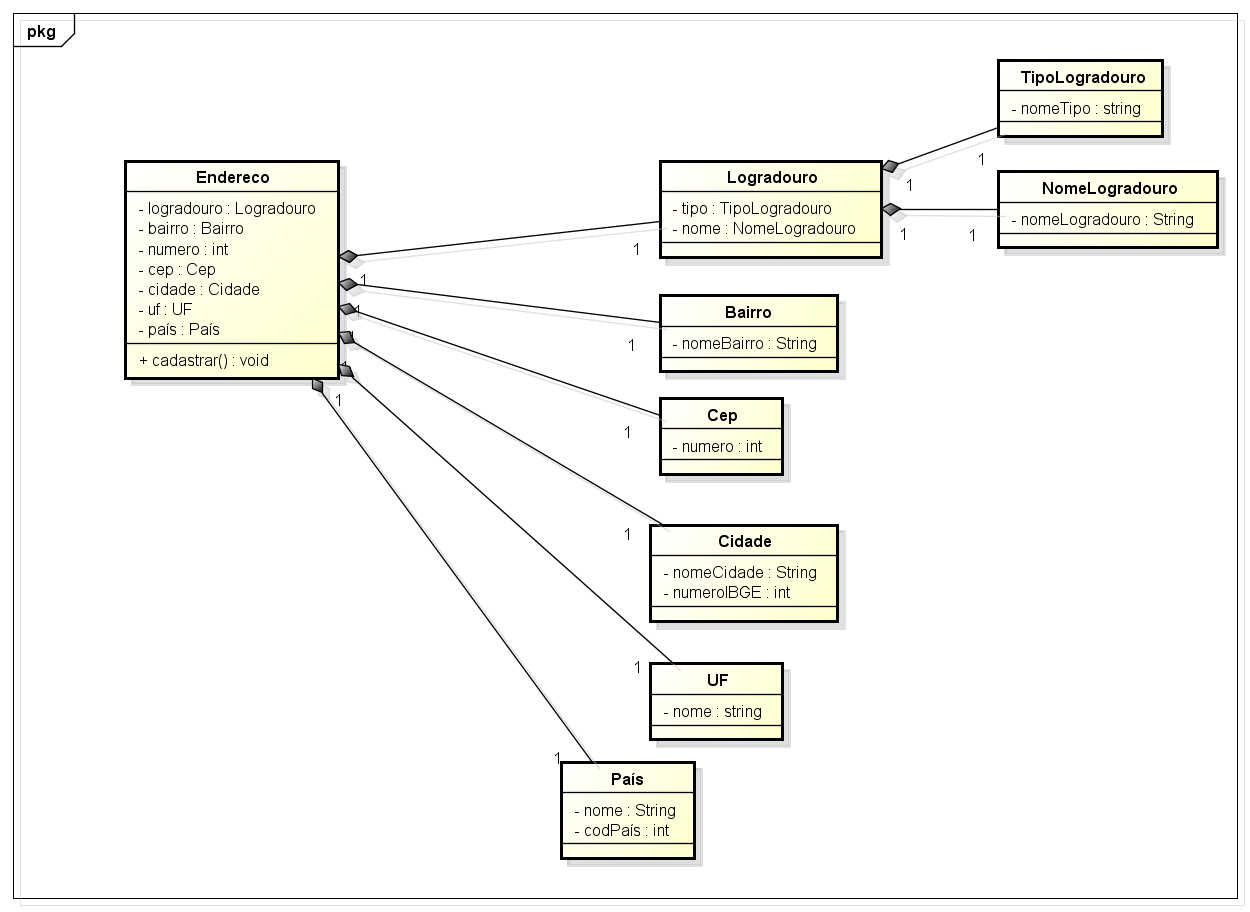 pkg
TipoLogradouro
- nomeTipo : string
Endereco
- logradouro : Logradouro
- bairro : Bairro
- numero : int
- cep : Cep
- cidade : Cidade
- uf : UF
- país : País
+ cadastrar() : void
Logradouro
- tipo : TipoLogradouro
- nome : NomeLogradouro
1
1
NomeLogradouro
- nomeLogradouro : String
1
1
1
1
Bairro
- nomeBairro : String
1
1
Cep
- numero : int
1
1
Cidade
- nomeCidade : String
- numeroIBGE : int
1
1
UF
- nome : string
1
1
País
- nome : String
- codPaís : int
1
1